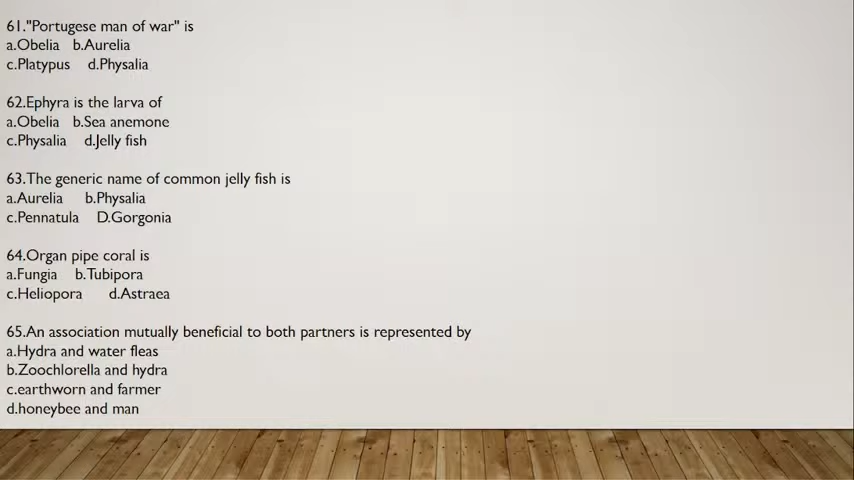 61."Portugese man of war" is
a.Obelia b.Aurelia
c.Platypus d.Physalia
62.Ephyra is the larva of
a.Obelia b.Sea anemone
c.Physalia d.Jelly fish
63.The generic name of common jelly fish is
a.Aurelia b.Physalia
c.Pennatula D.Gorgonia
64.Organ pipe coral is
a.Fungia b.Tubipora
c.Heliopora d.Astraea
65.An association mutually beneficial to both partners is represented by
a.Hydra and water fleas
b.Zoochlorella and hydra
c.earthworn and farmer
d.honeybee and man